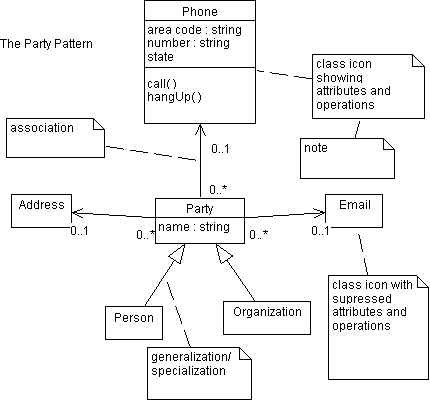 Phone
area code : string
number : string
state
call( )
hangUp( )
The Party Pattern
class icon
showing
attributes and
operations
association
note
0..1
0..*
Address
Party
name : string
Email
0..1
0..*
0..*
0..1
class icon with
supressed
attributes and
operations
Person
Organization
generalization/
specialization